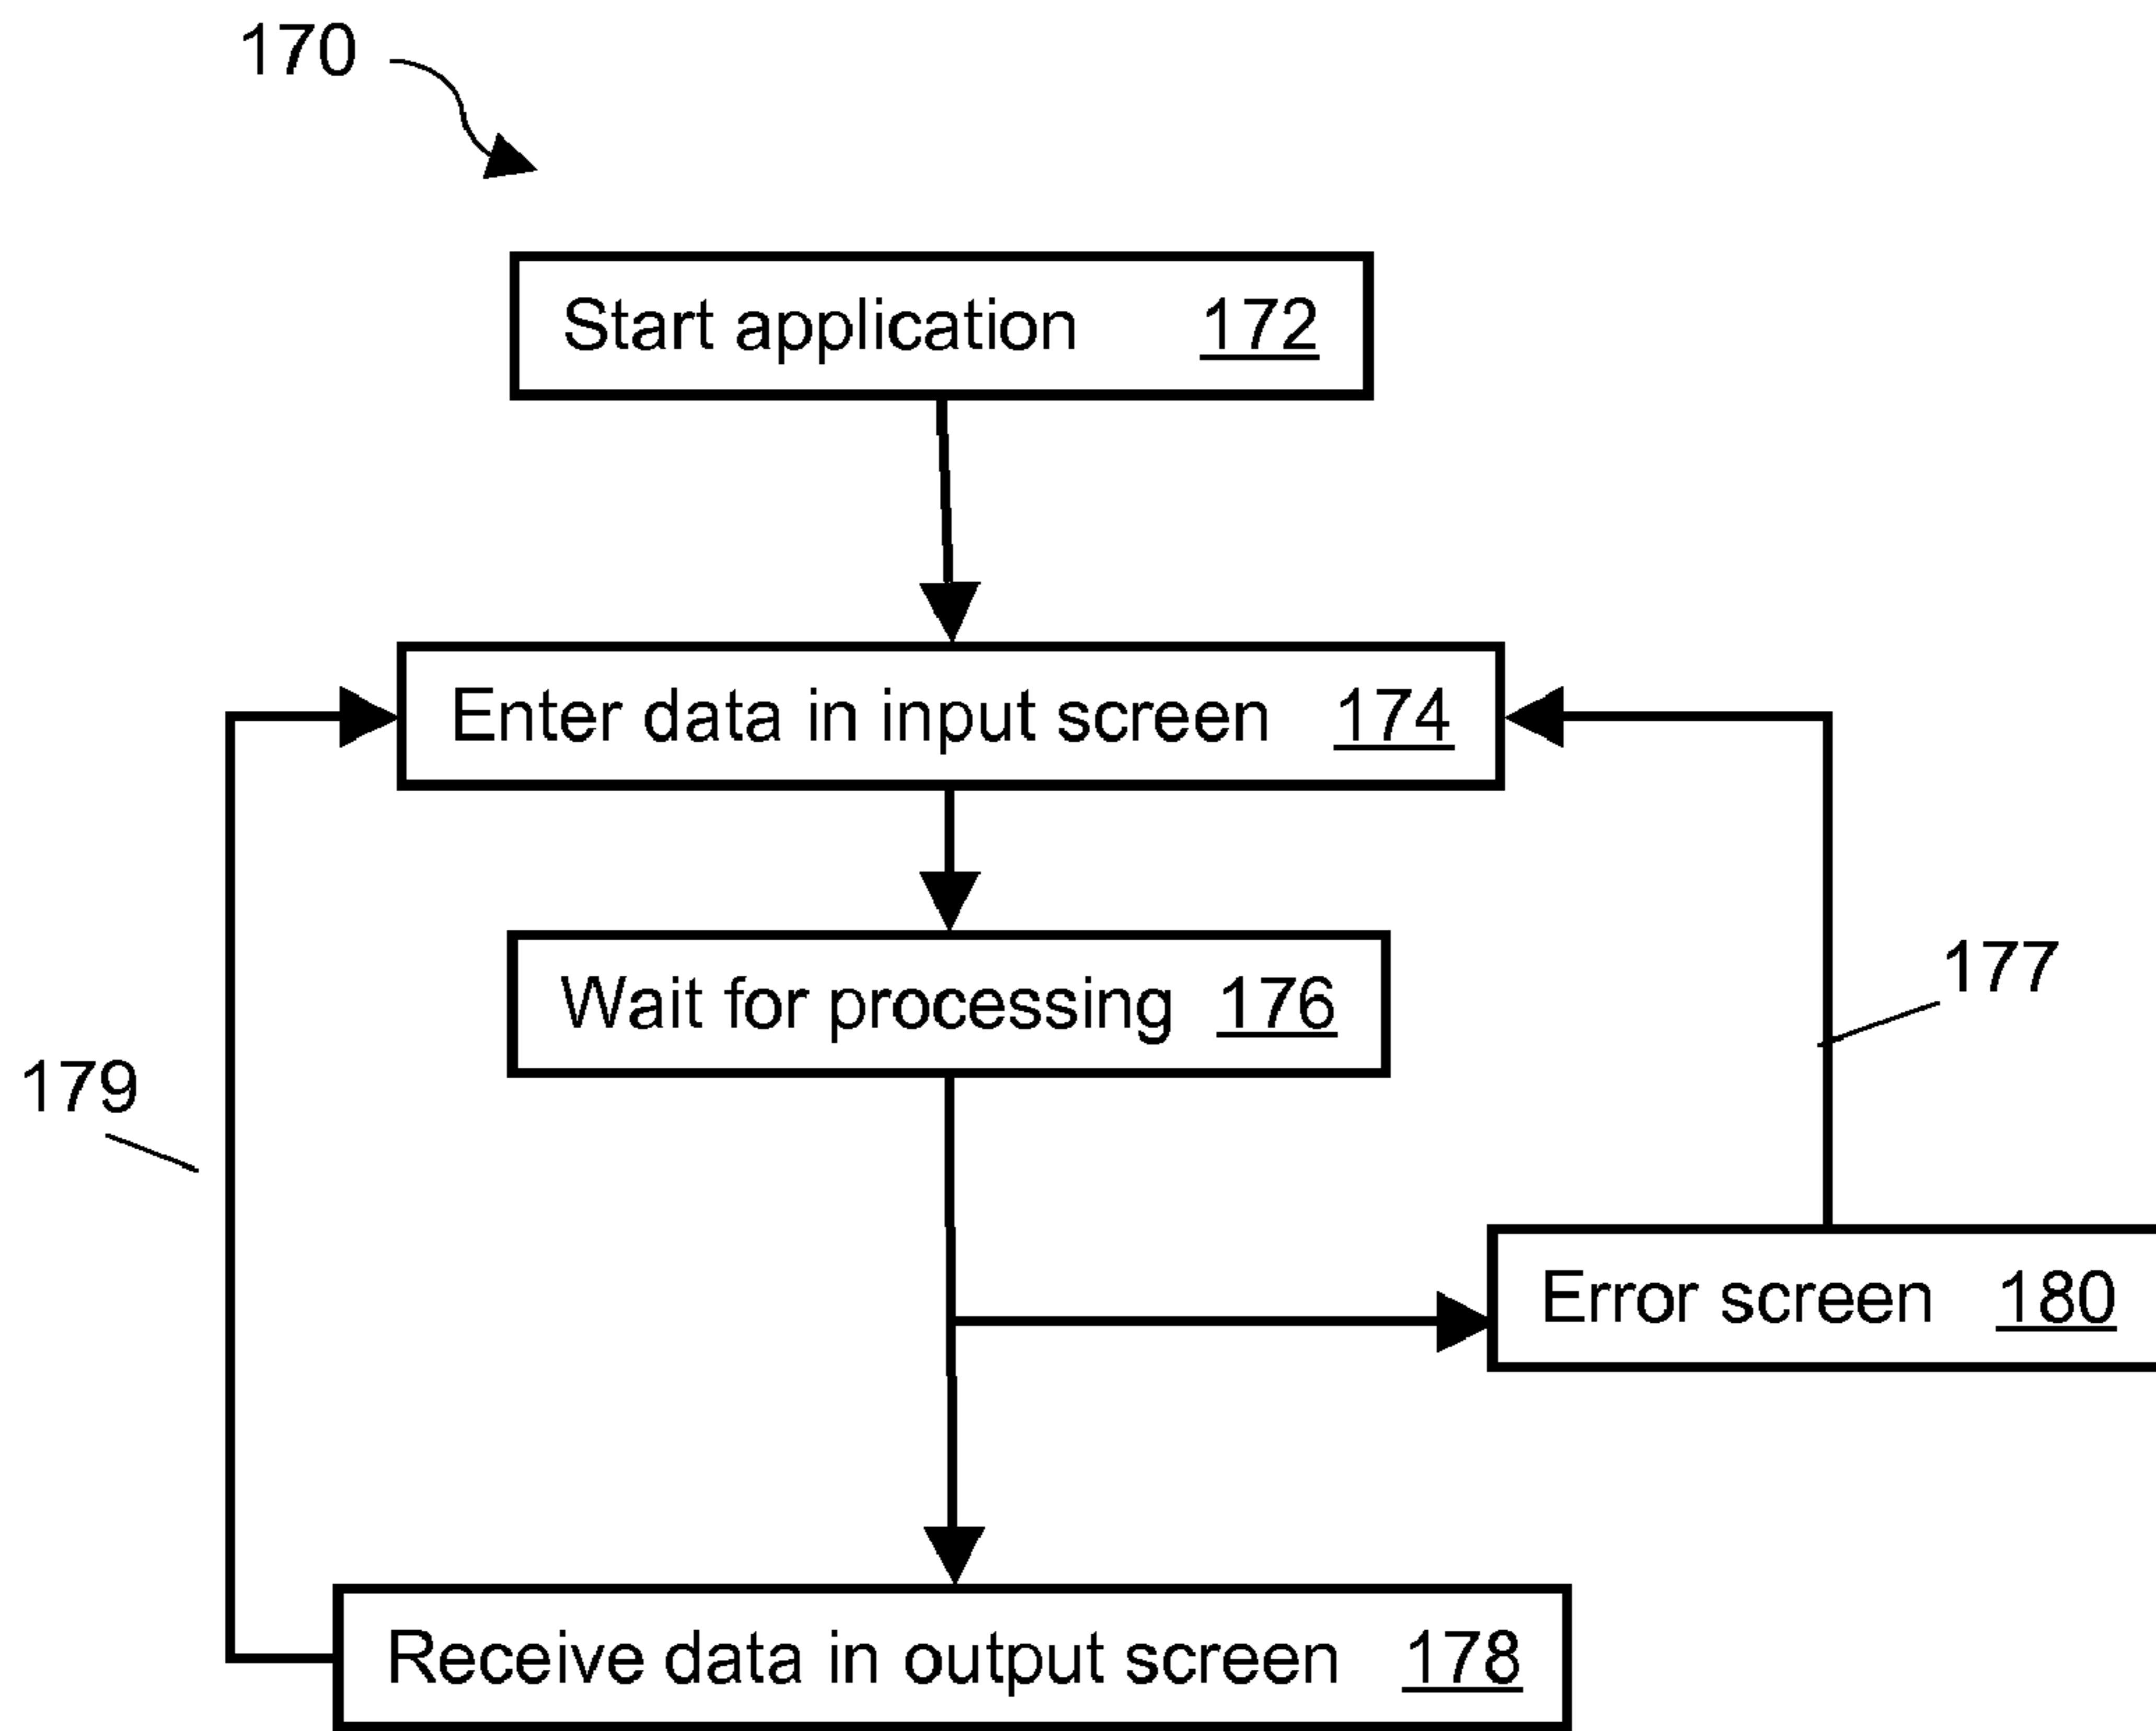 170
Start application 172
Enter data in input screen 174
Wait for processing 176
177
179
Error screen 180
Receive data in output screen 178